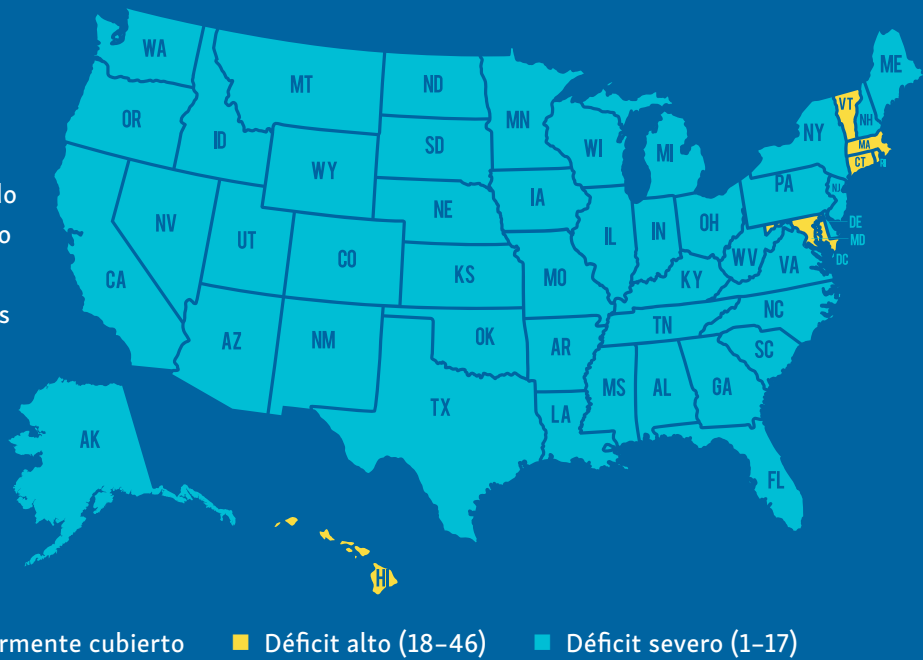 WA
MT
ND
MN
ME
VT
NH
OR
ID
SD
WI
MI
NY
MA
CT
RI
WY
IA
PA
NJ
o
NV
UT
NE
IL
IN
OH
DE
MD
DC
CA
CO
KS
MO
KY
WV
VA
s
AZ
NM
OK
AR
TN
NC
SC
TX
LA
MS
AL
GA
AK
FL
HI
rmente cubierto Déficit alto (18–46) Déficit severo (1–17)